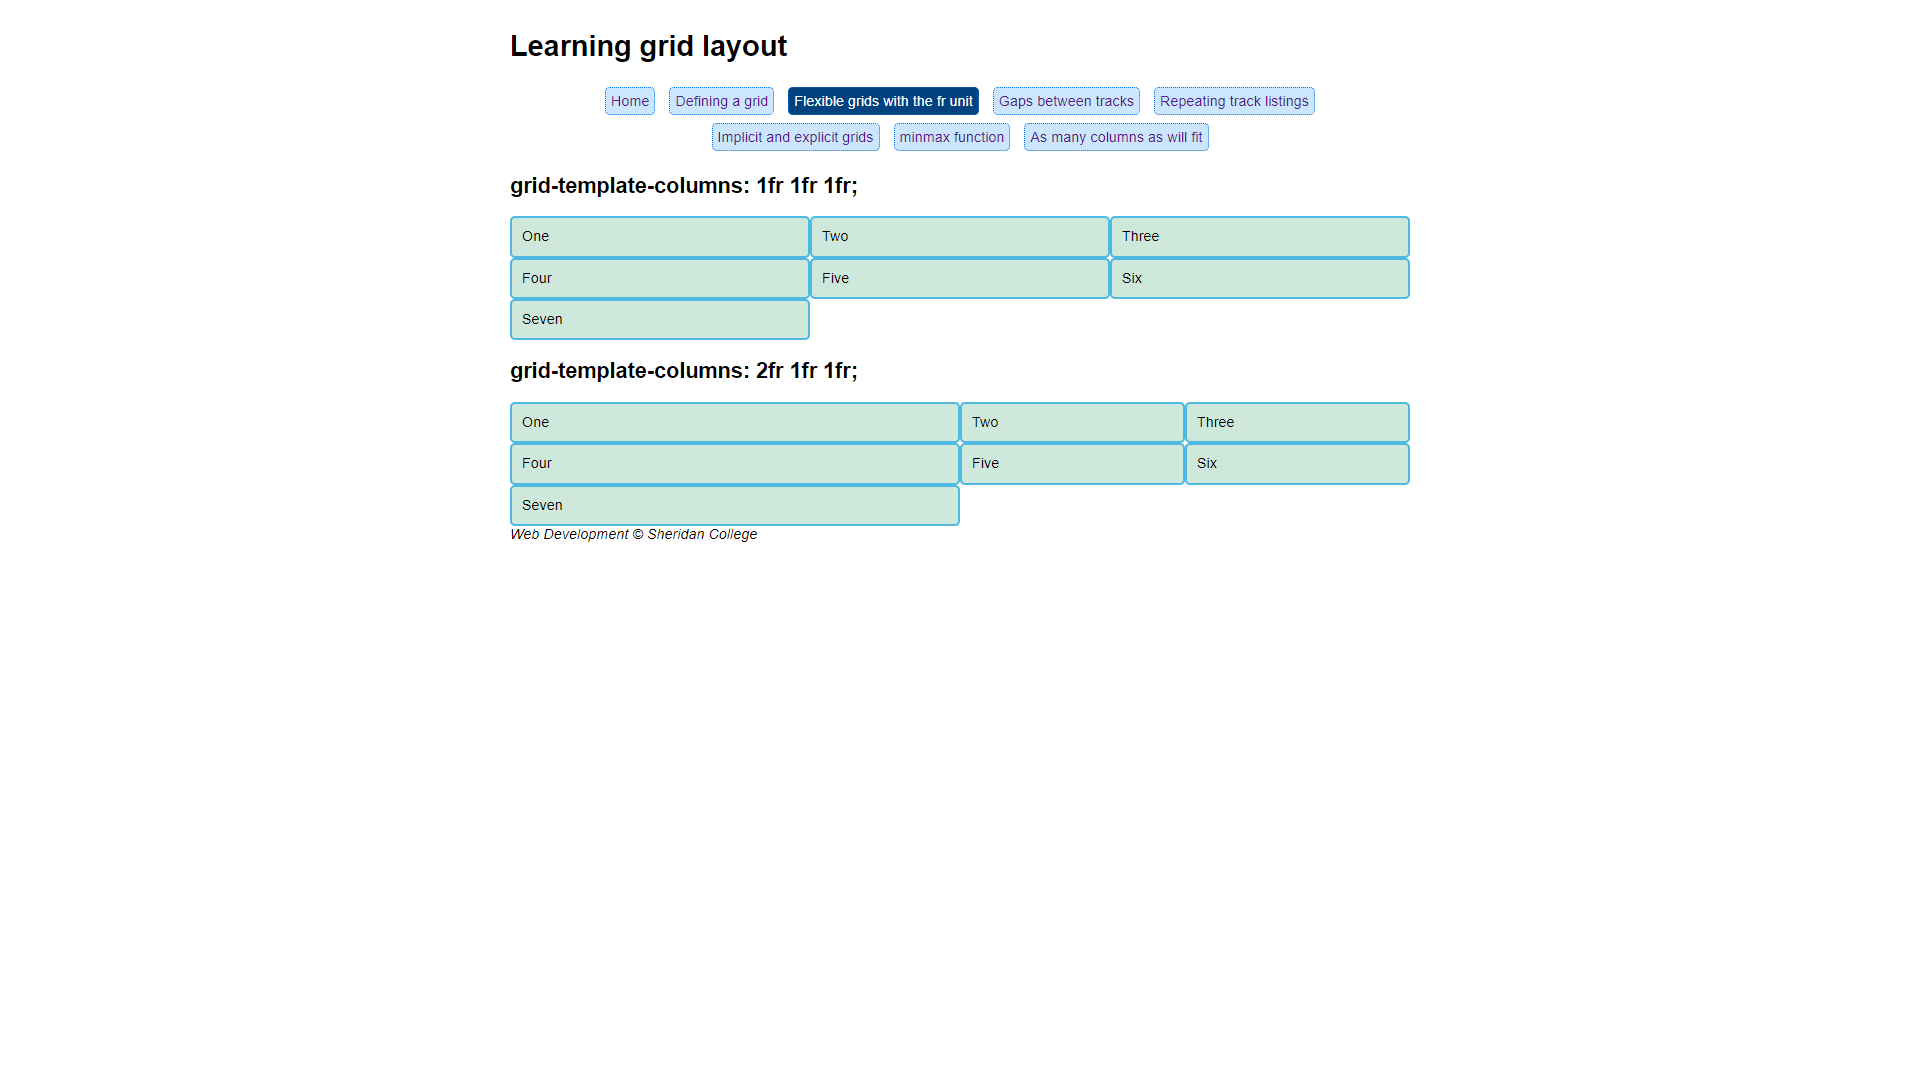 Learning grid layout
Home Defining a grid Flexible grids with the fr unit Gaps between tracks Repeating track listings
Implicit and explicit grids minmax function As many columns as will fit
grid-template-columns: 1fr 1fr 1fr;
One Two Three
Four Five Six
Seven
grid-template-columns: 2fr 1fr 1fr;
One Two Three
Four Five Six
Seven
Web Development © Sheridan College